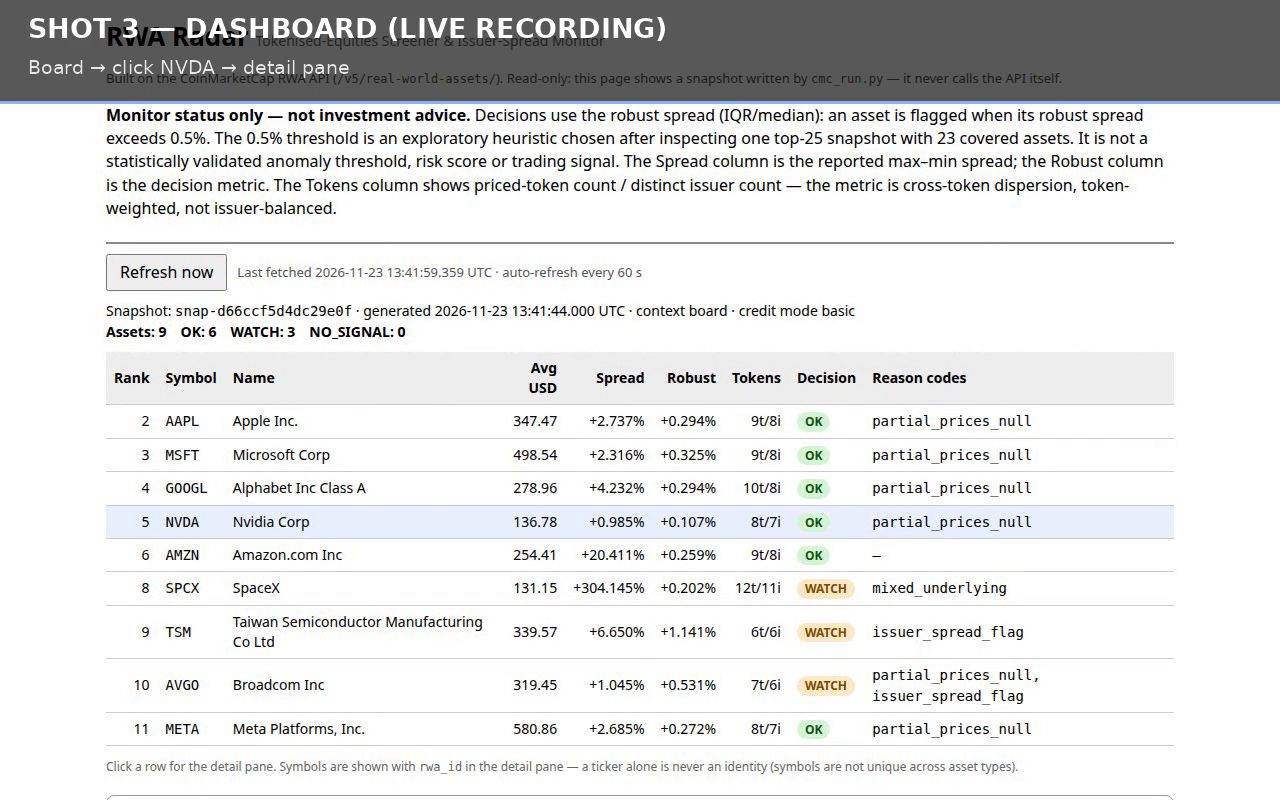 SHOT 3 — DASHBOARD (LIVE RECORDING)
RWA Radar Tokenised-Equities Screener & Issuer-Spread Monitor
Board → click NVDA → detail pane
Built on the CoinMarketCap RWA API (/v5/real-world-assets/). Read-only: this page shows a snapshot written by cmc_run.py — it never calls the API itself.
Monitor status only — not investment advice. Decisions use the robust spread (IQR/median): an asset is flagged when its robust spread
exceeds 0.5%. The 0.5% threshold is an exploratory heuristic chosen after inspecting one top-25 snapshot with 23 covered assets. It is not a
statistically validated anomaly threshold, risk score or trading signal. The Spread column is the reported max–min spread; the Robust column
is the decision metric. The Tokens column shows priced-token count / distinct issuer count — the metric is cross-token dispersion, token-
weighted, not issuer-balanced.
Refresh now Last fetched 2026-11-23 13:41:59.359 UTC · auto-refresh every 60 s
Snapshot: snap-d66ccf5d4dc29e0f · generated 2026-11-23 13:41:44.000 UTC · context board · credit mode basic
Assets: 9 OK: 6 WATCH: 3 NO_SIGNAL: 0
Rank Symbol Name Avg USD Spread Robust Tokens Decision Reason codes
2 AAPL Apple Inc. 347.47 +2.737% +0.294% 9t/8i OK partial_prices_null
3 MSFT Microsoft Corp 498.54 +2.316% +0.325% 9t/8i OK partial_prices_null
4 GOOGL Alphabet Inc Class A 278.96 +4.232% +0.294% 10t/8i OK partial_prices_null
5 NVDA Nvidia Corp 136.78 +0.985% +0.107% 8t/7i OK partial_prices_null
6 AMZN Amazon.com Inc 254.41 +20.411% +0.259% 9t/8i OK —
8 SPCX SpaceX 131.15 +304.145% +0.202% 12t/11i WATCH mixed_underlying
9 TSM Taiwan Semiconductor Manufacturing Co Ltd 339.57 +6.650% +1.141% 6t/6i WATCH issuer_spread_flag
10 AVGO Broadcom Inc 319.45 +1.045% +0.531% 7t/6i WATCH partial_prices_null, issuer_spread_flag
11 META Meta Platforms, Inc. 580.86 +2.685% +0.272% 8t/7i OK partial_prices_null
Click a row for the detail pane. Symbols are shown with rwa_id in the detail pane — a ticker alone is never an identity (symbols are not unique across asset types).